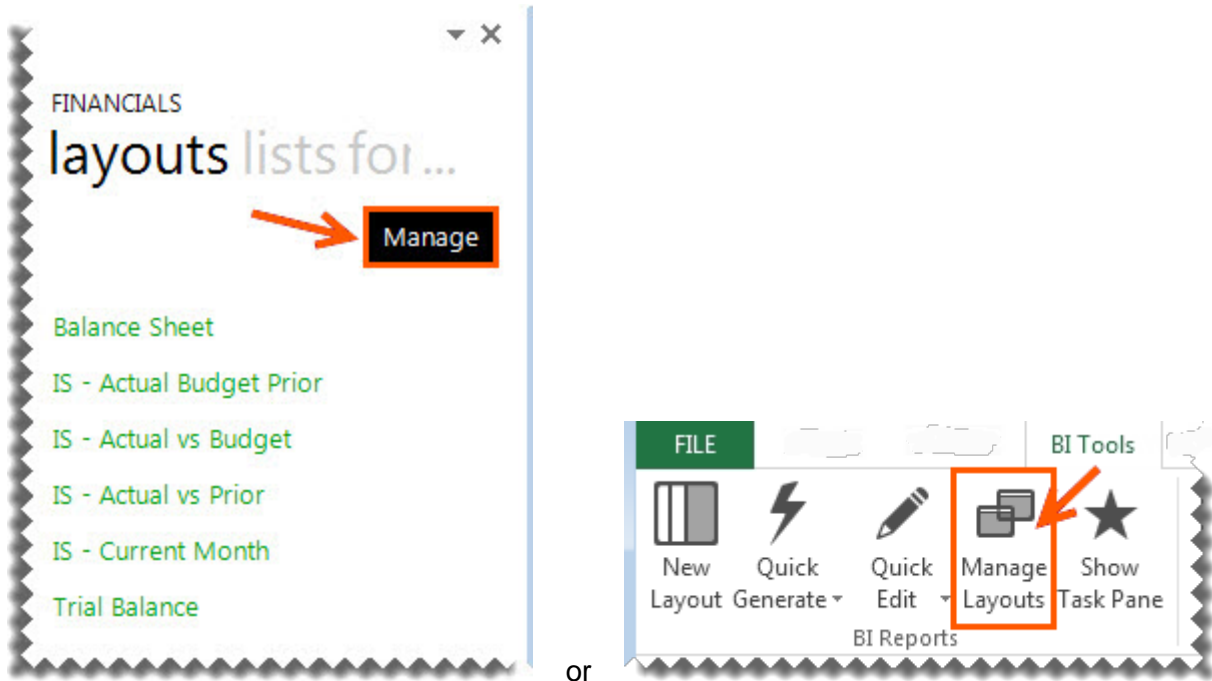 FINANCIALS
layouts lists for...
Manage
Balance Sheet
IS - Actual Budget Prior
IS - Actual vs Budget
IS - Actual vs Prior
IS - Current Month
Trial Balance
or
FILE BI Tools
New Quick Quick Manage Show
Layout Generate Edit Layouts Task Pane
BI Reports